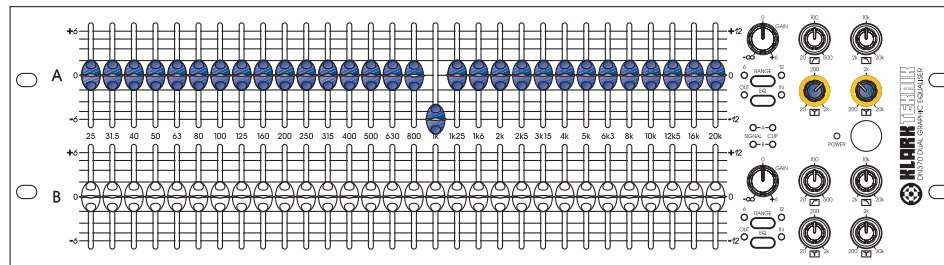 +6 +12
A 0 0
-6 -12
25 31.5 40 50 63 80 100 125 160 200 250 315 400 500 630 800 1k 1k25 1k6 2k 2k5 3k15 4k 5k 6k3 8k 10k 12k5 16k 20k
+6 +12
B 0 0
-6 -12
0 GAIN
-∞ +6
6 RANGE 12
OUT EQ IN
A
SIGNAL CLIP
B
100
20 500
10k
2k 20k
200
20 2k
2k
200 20k
POWER
0 GAIN
-∞ +6
6 RANGE 12
OUT EQ IN
100
20 500
10k
2k 20k
200
20 2k
2k
200 20k
KLARK TEKNIK
DN370 DUAL GRAPHIC EQUALISER